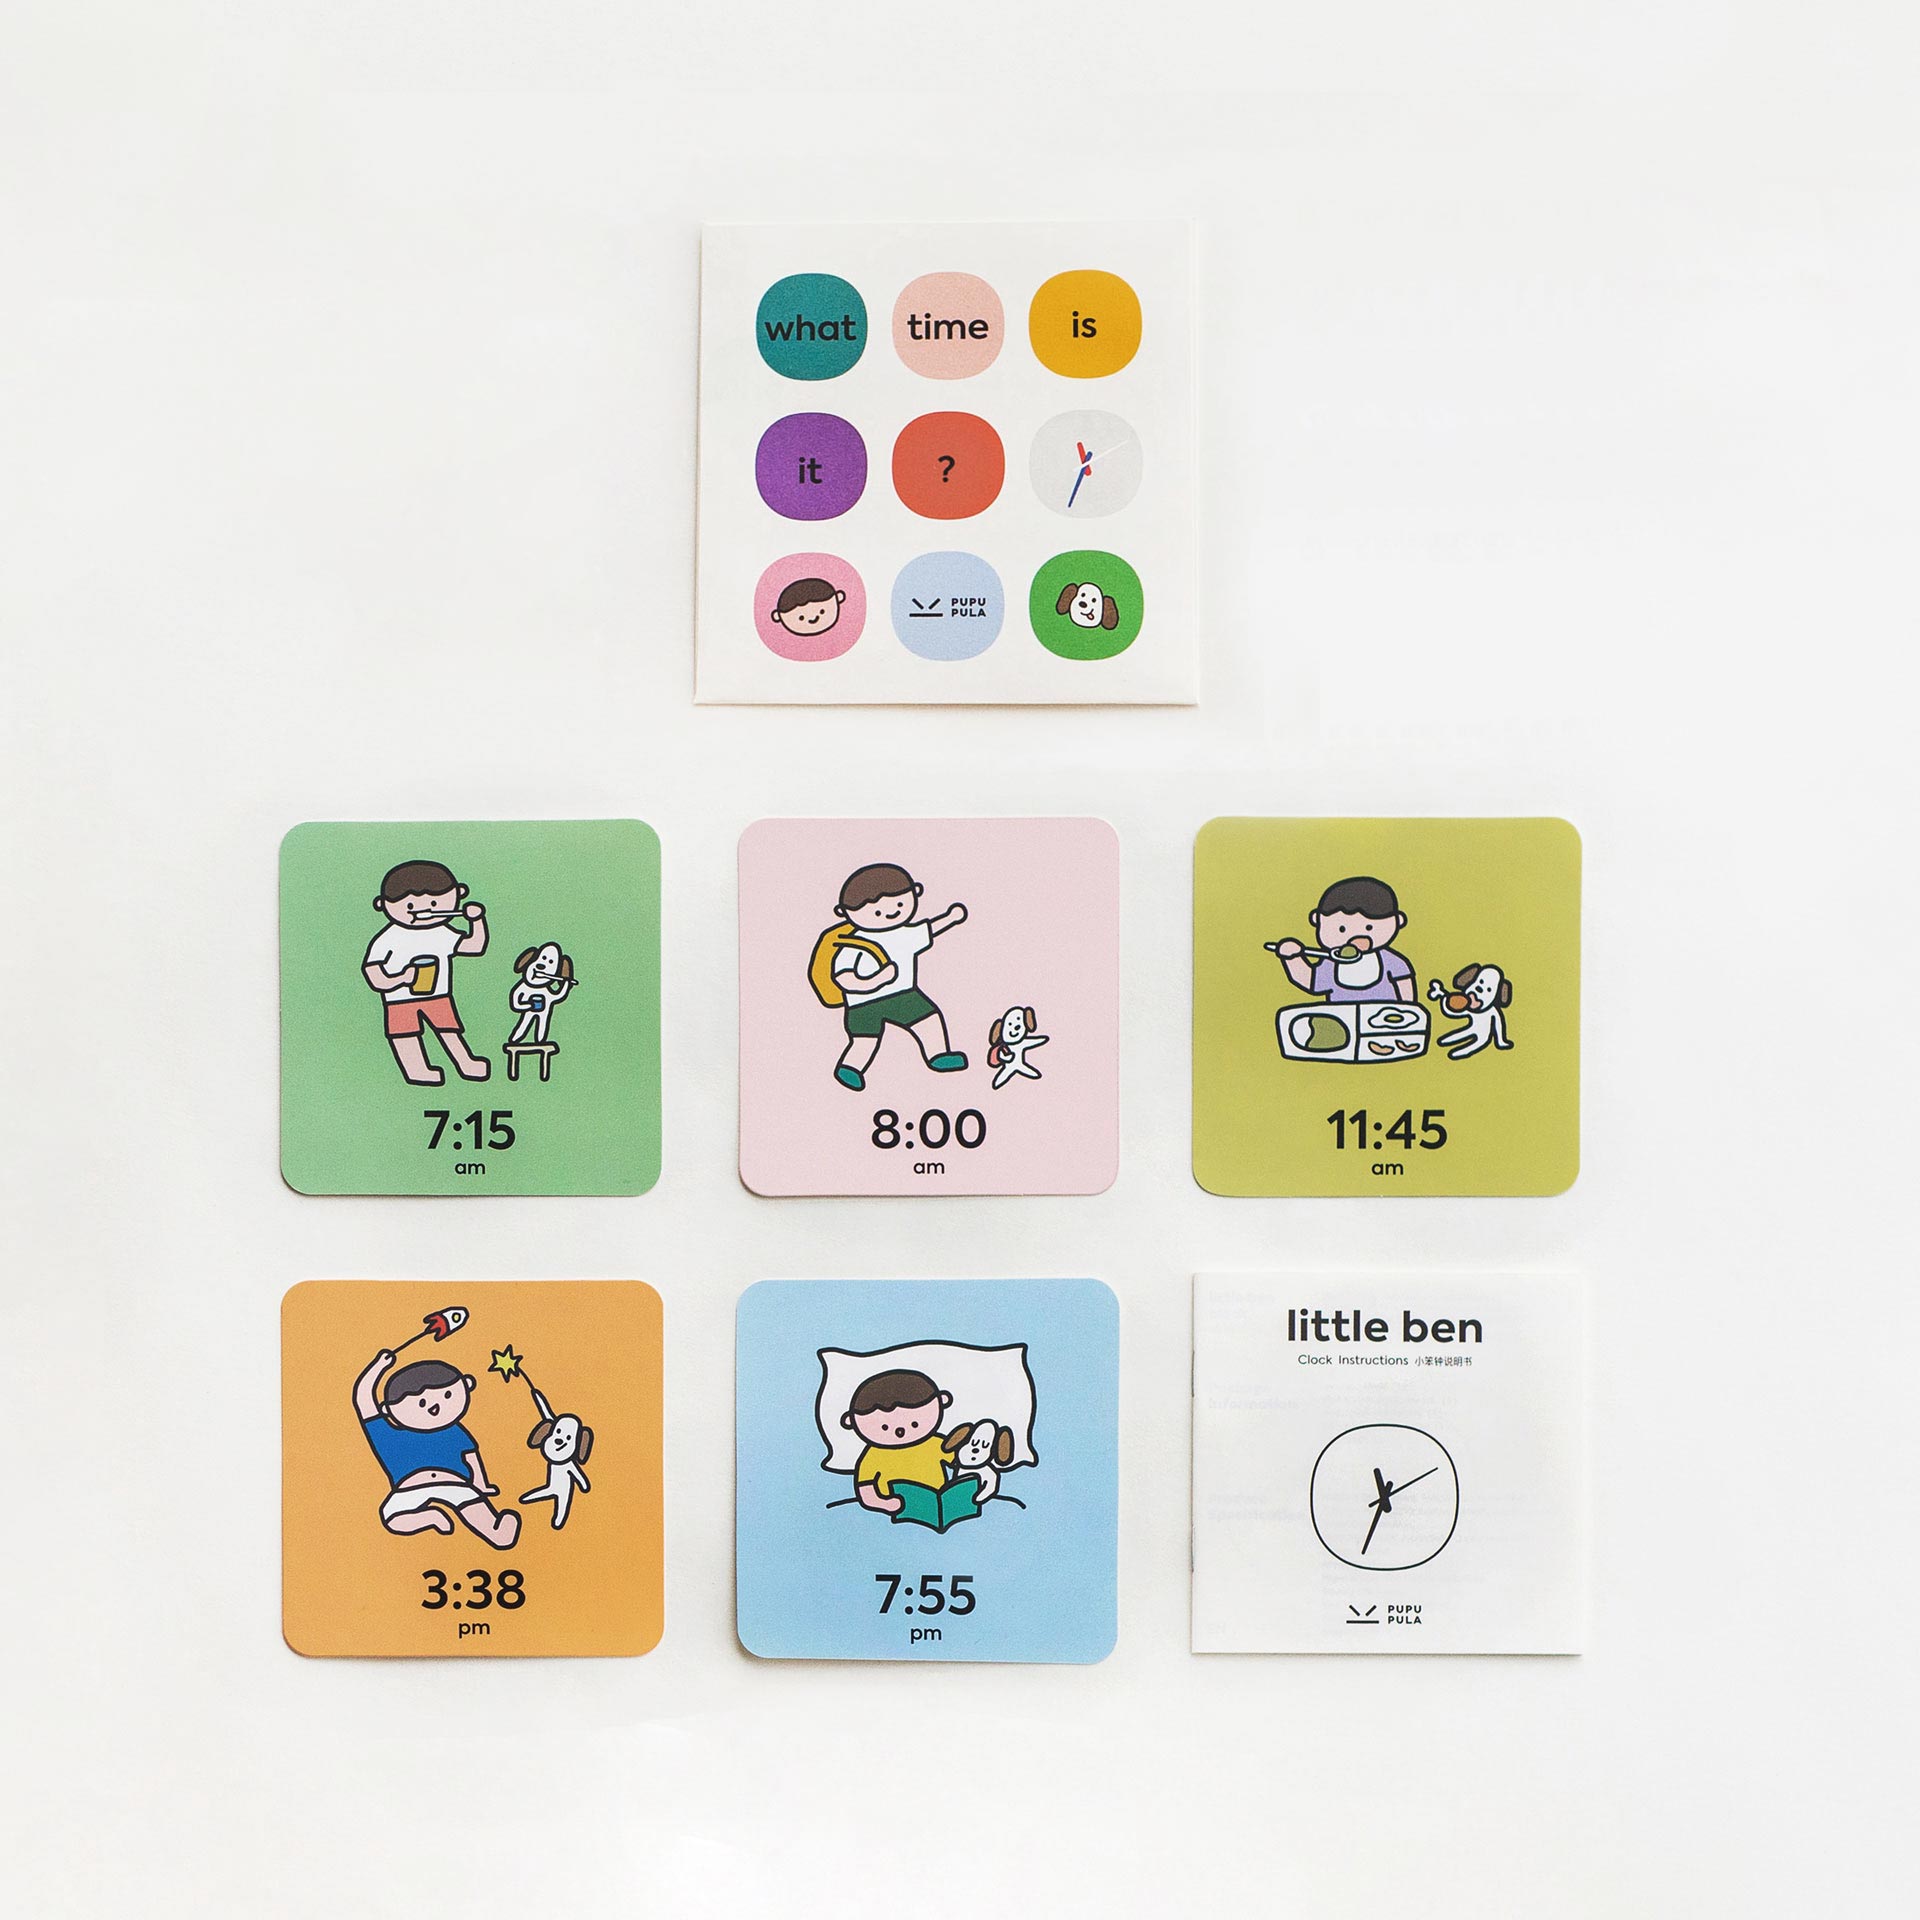 what time is
it ?
PUPU
PULA
7:15
am
8:00
am
11:45
am
3:38
pm
7:55
pm
little ben
Clock Instructions 小笨钟说明书
PUPU
PULA